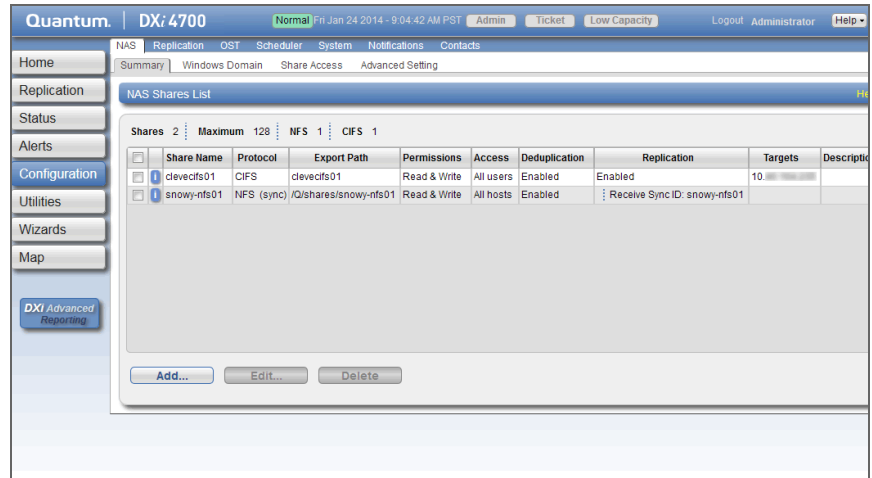 Quantum. DXi 4700 Normal Fri Jan 24 2014 - 9:04:42 AM PST Admin Ticket Low Capacity Logout Administrator Help
NAS Replication OST Scheduler System Notifications Contacts
Summary Windows Domain Share Access Advanced Setting
Home
Replication
Status
Alerts
Configuration
Utilities
Wizards
Map
DXi Advanced
Reporting
NAS Shares List He
Shares 2 Maximum 128 NFS 1 CIFS 1
Share Name Protocol Export Path Permissions Access Deduplication Replication Targets Descriptio
i clevecifs01 CIFS clevecifs01 Read & Write All users Enabled Enabled 10.
i snowy-nfs01 NFS (sync) /Q/shares/snowy-nfs01 Read & Write All hosts Enabled Receive Sync ID: snowy-nfs01
Add... Edit... Delete